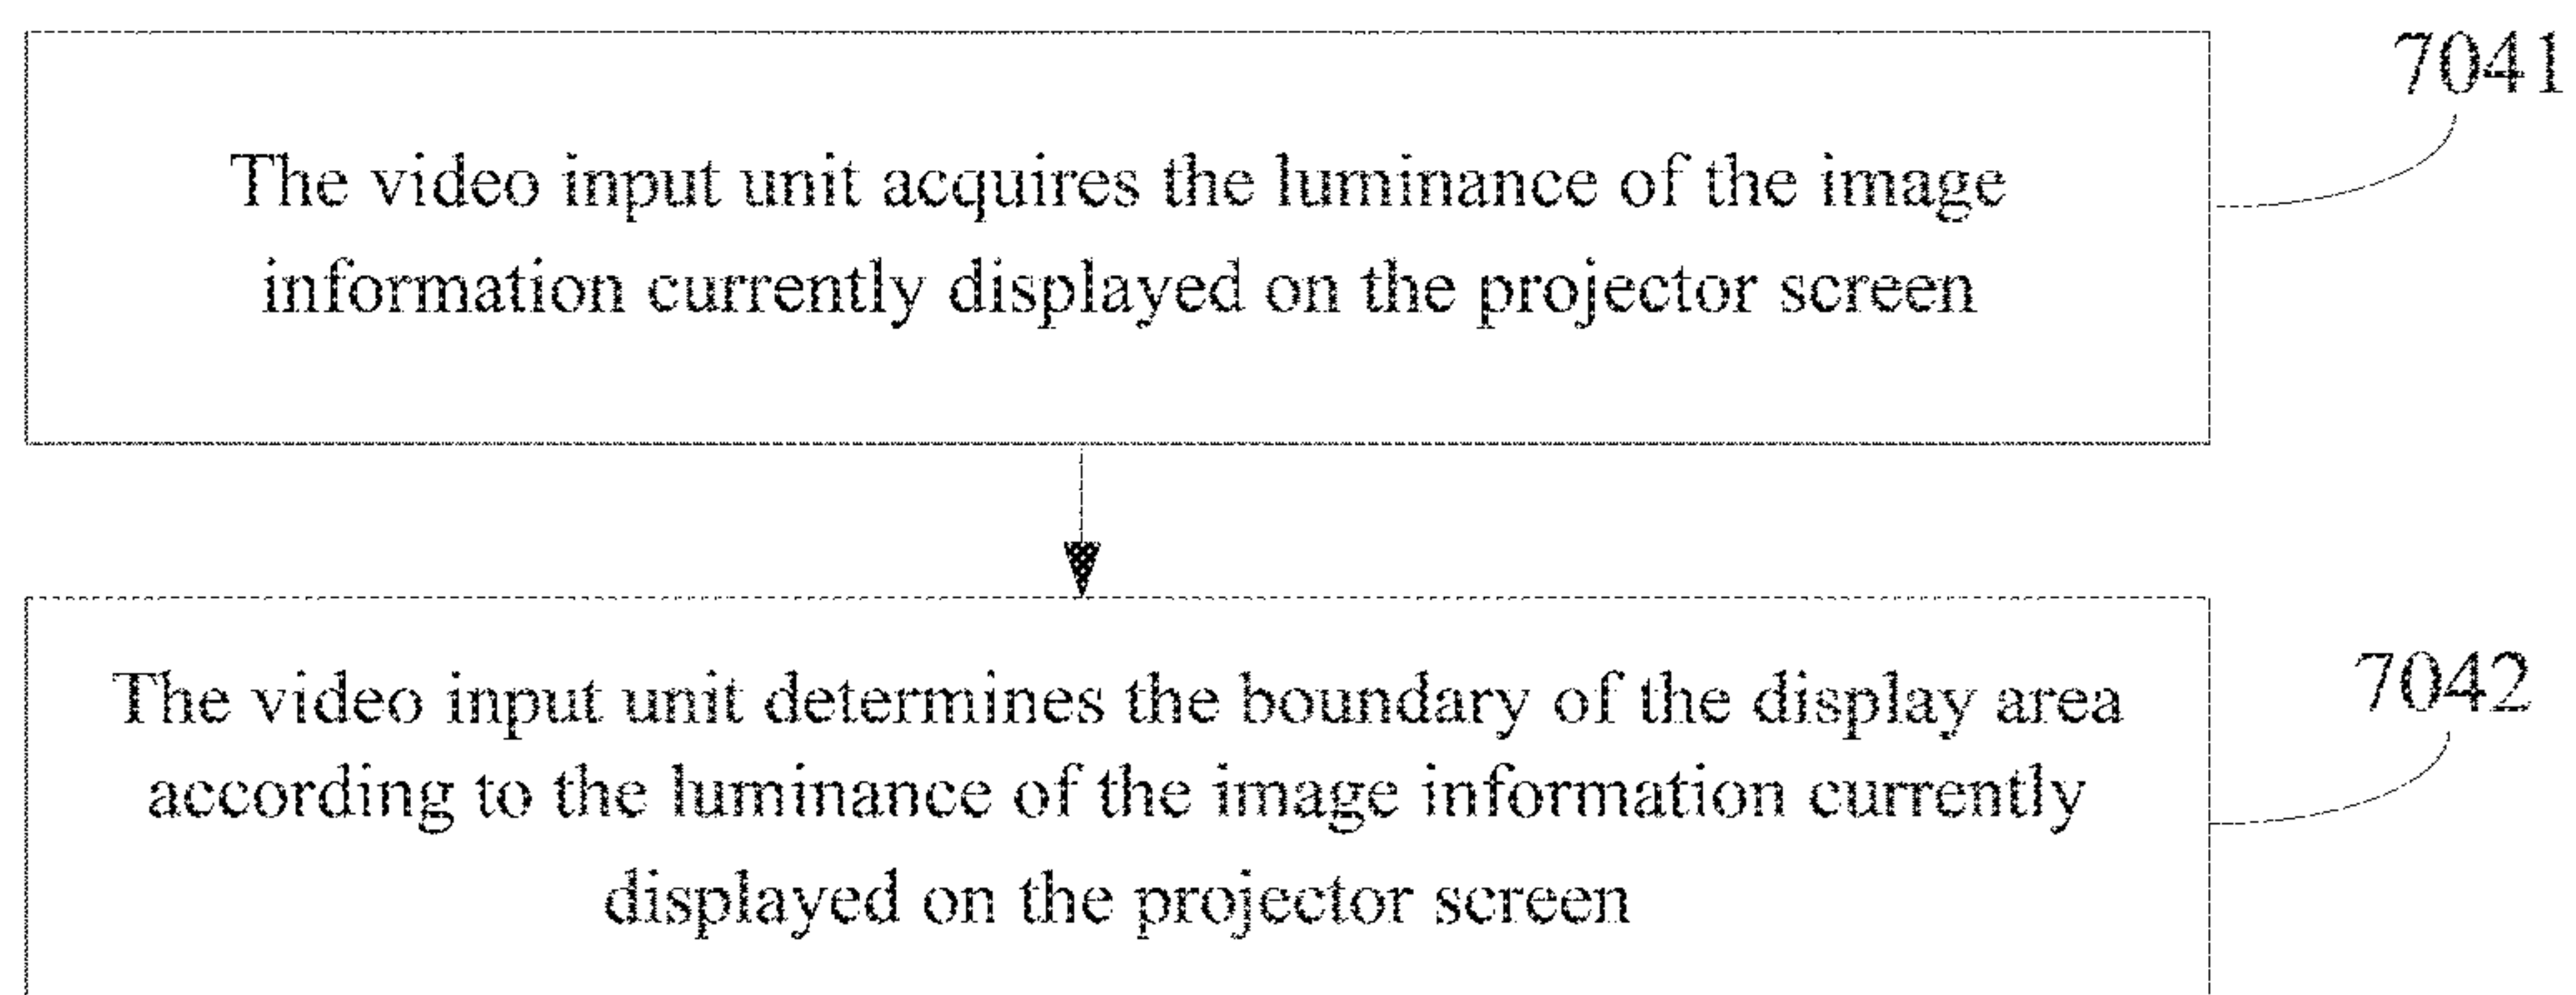 7041
The video input unit acquires the luminance of the image
information currently displayed on the projector screen
7042
The video input unit determines the boundary of the display area
according to the luminance of the image information currently
displayed on the projector screen